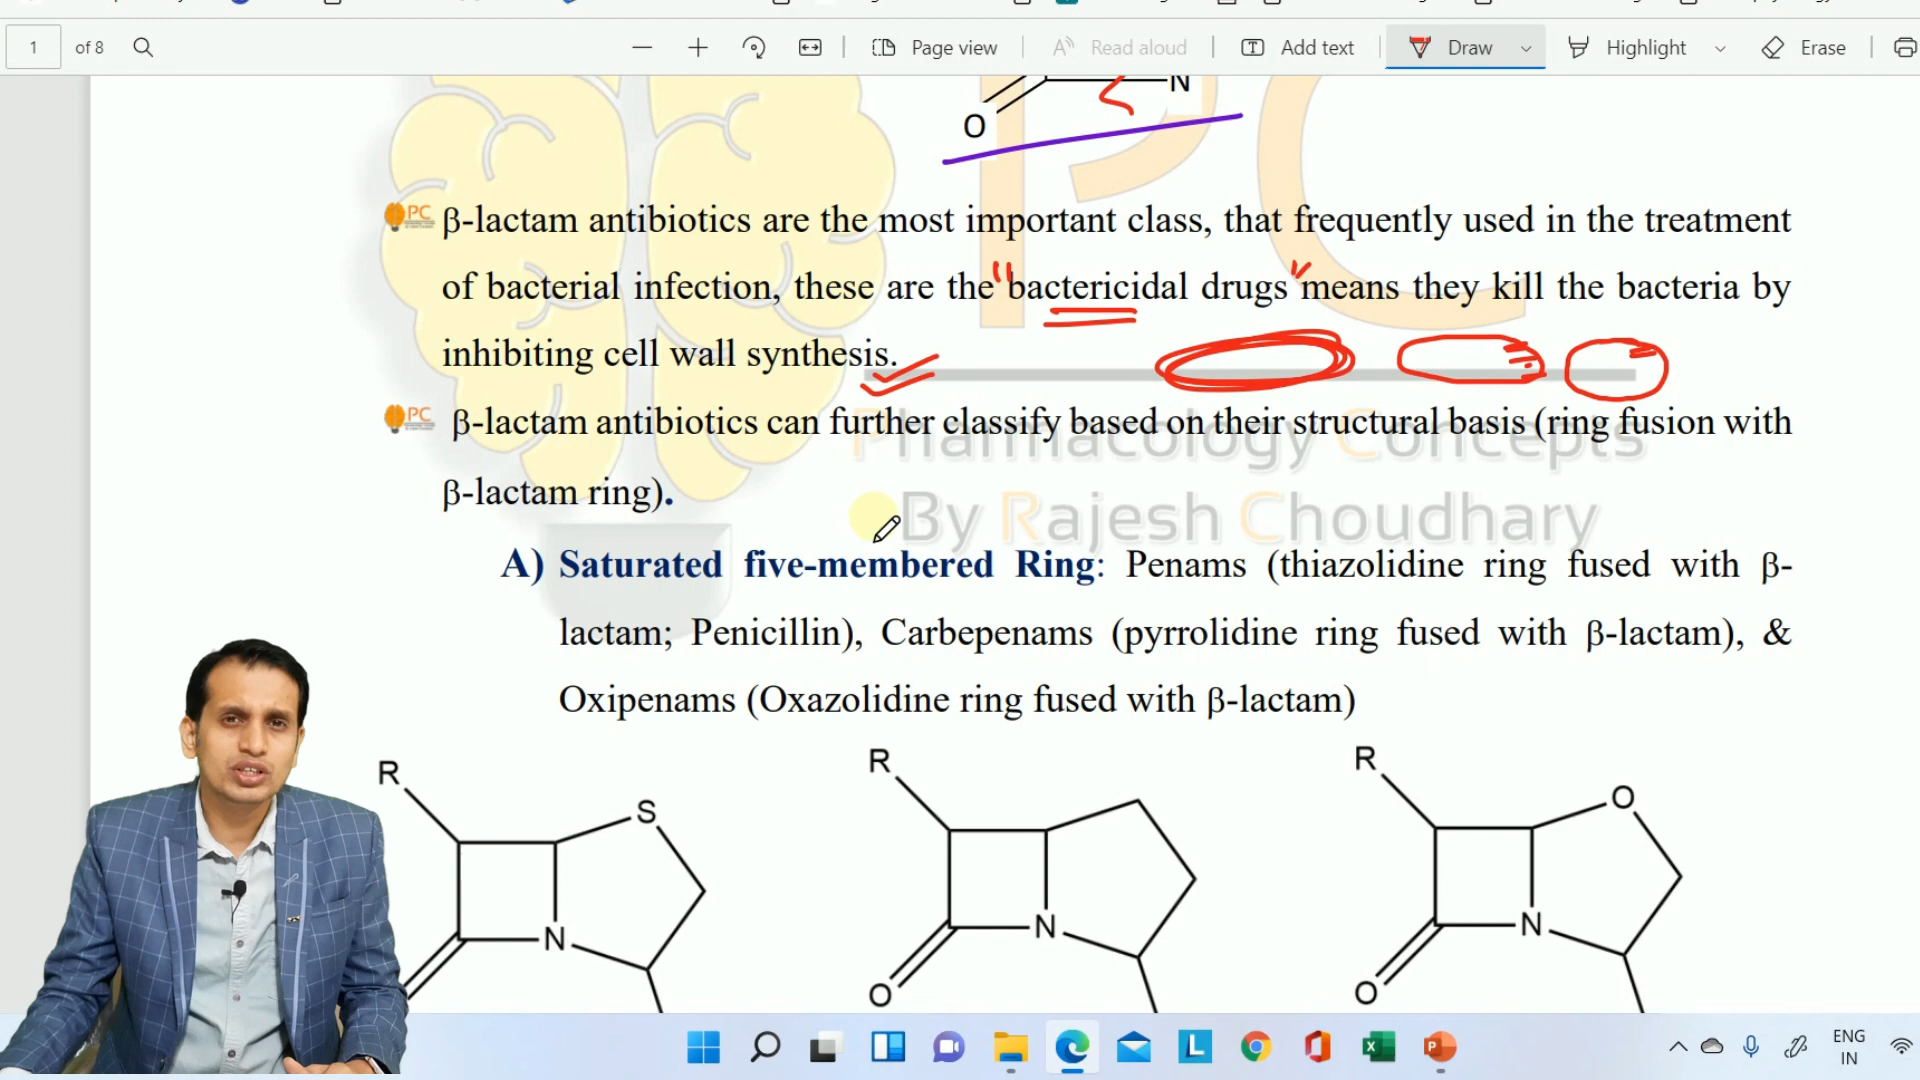 1 of 8 Page view Read aloud Add text Draw Highlight Erase
N
O
PC β-lactam antibiotics are the most important class, that frequently used in the treatment
of bacterial infection, these are the "bactericidal drugs" means they kill the bacteria by
inhibiting cell wall synthesis.
PC β-lactam antibiotics can further classify based on their structural basis (ring fusion with
Pharmacology Concepts
β-lactam ring).
By Rajesh Choudhary
A) Saturated five-membered Ring: Penams (thiazolidine ring fused with β-
lactam; Penicillin), Carbepenams (pyrrolidine ring fused with β-lactam), &
Oxipenams (Oxazolidine ring fused with β-lactam)
R R R
S O
N N N
O O
ENG
IN